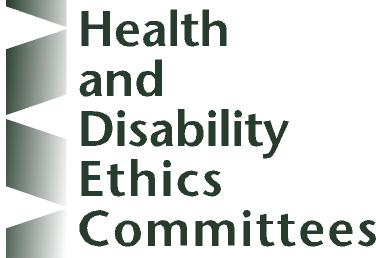 Health
and
Disability
Ethics
Committees